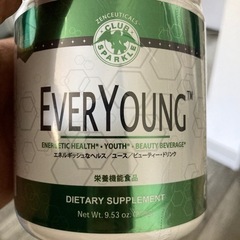 ZENCEUTICALS
CLUB
SPARKLE
EVERYOUNG™
ENERGETIC HEALTH • YOUTH • BEAUTY BEVERAGE
エネルギッシュなヘルス／ユース／ビューティー・ドリンク
栄養機能食品
DIETARY SUPPLEMENT
Net Wt. 9.53 oz.